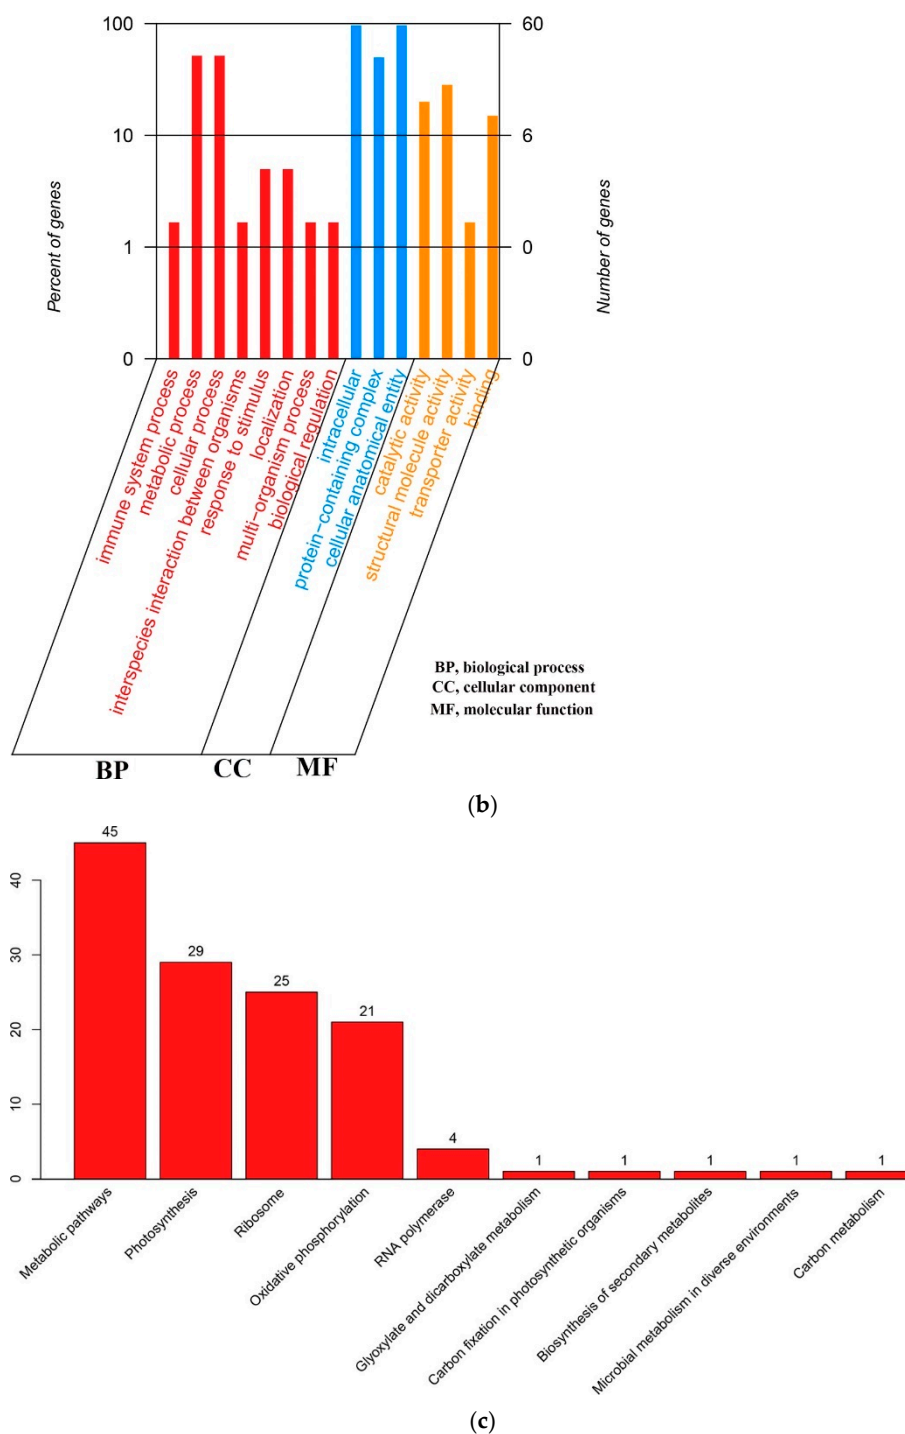 100
10
1
0
Percent of genes
60
6
0
0
Number of genes
immune system process
metabolic process
cellular process
interspecies interaction between organisms
response to stimulus
localization
multi−organism process
biological regulation
intracellular
protein−containing complex
cellular anatomical entity
catalytic activity
structural molecule activity
transporter activity
binding
BP, biological process
CC, cellular component
MF, molecular function
BP
CC
MF
(b)
45
29
25
21
4
1
1
1
1
1
40
30
20
10
0
Metabolic pathways
Photosynthesis
Ribosome
Oxidative phosphorylation
RNA polymerase
Glyoxylate and dicarboxylate metabolism
Carbon fixation in photosynthetic organisms
Biosynthesis of secondary metabolites
Microbial metabolism in diverse environments
Carbon metabolism
(c)